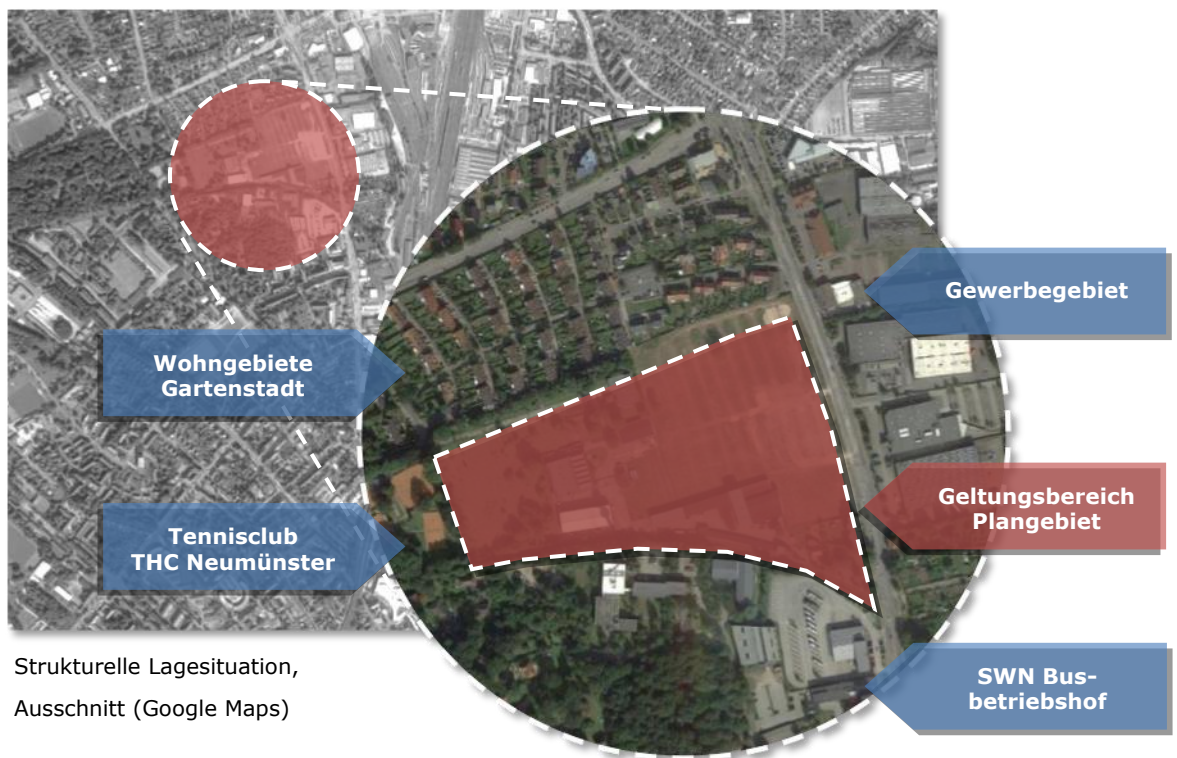 Gewerbegebiet
Wohngebiete
Gartenstadt
Geltungsbereich
Plangebiet
Tennisclub
THC Neumünster
SWN Bus-
betriebshof
Strukturelle Lagesituation,
Ausschnitt (Google Maps)